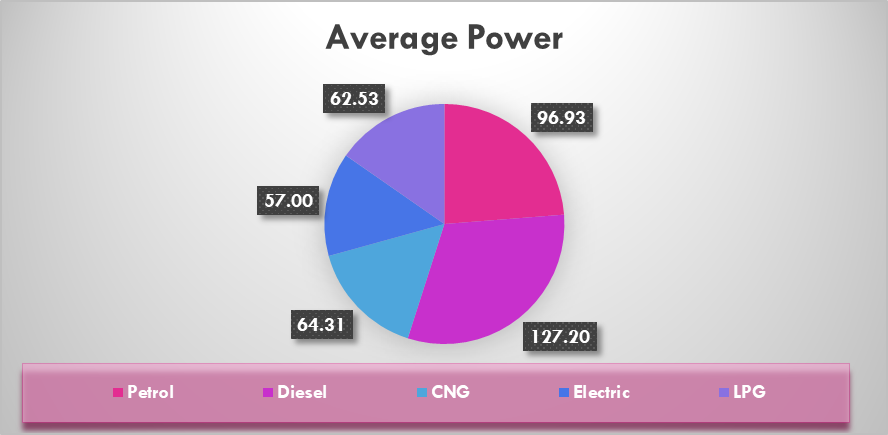 Average Power
62.53
96.93
57.00
64.31
127.20
Petrol Diesel CNG Electric LPG